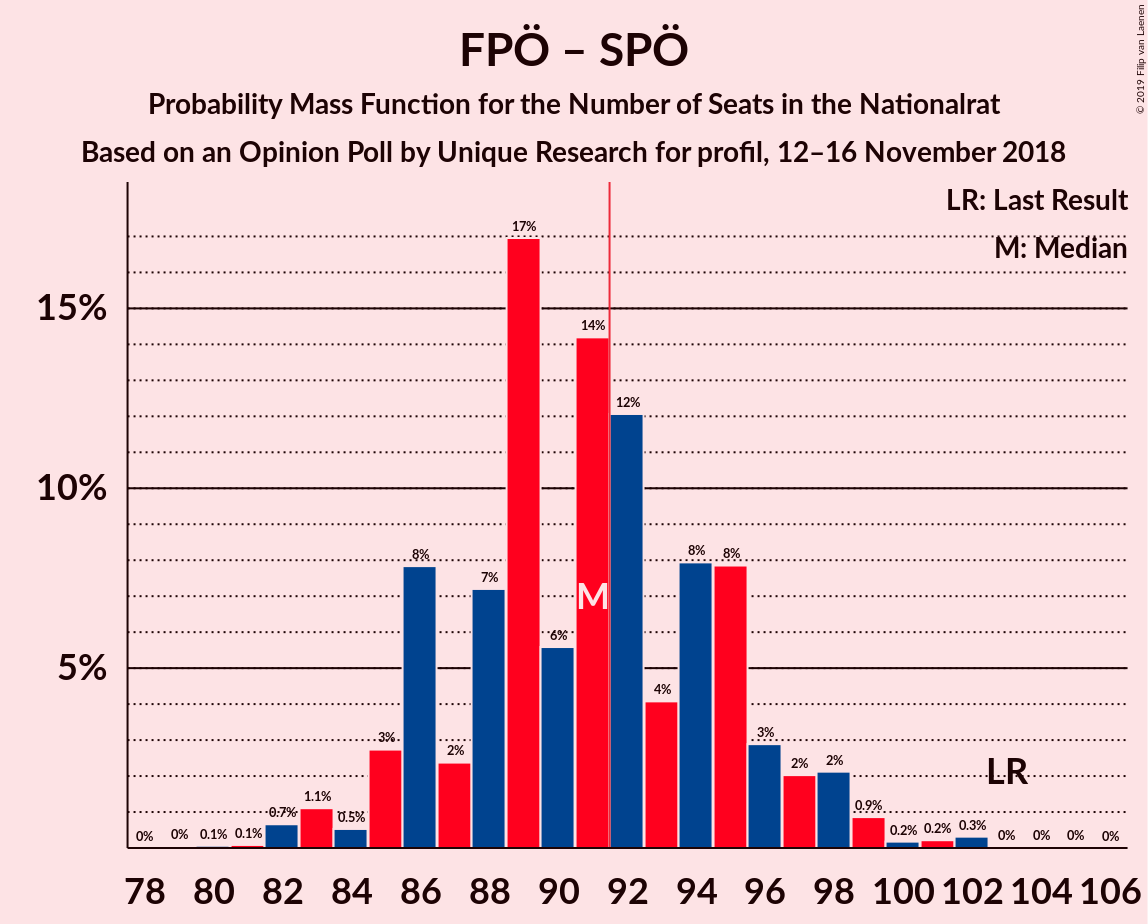 FPÖ – SPÖ
Probability Mass Function for the Number of Seats in the Nationalrat
Based on an Opinion Poll by Unique Research for profil, 12–16 November 2018
© 2019 Filip van Laenen
LR: Last Result
M: Median
15%
10%
5%
0% 0% 0.1% 0.1% 0.7% 1.1% 0.5% 3% 8% 2% 7% 17% 6% 14% 12% 4% 8% 8% 3% 2% 2% 0.9% 0.2% 0.2% 0.3% 0% 0% 0% 0%
M
LR
78 80 82 84 86 88 90 92 94 96 98 100 102 104 106